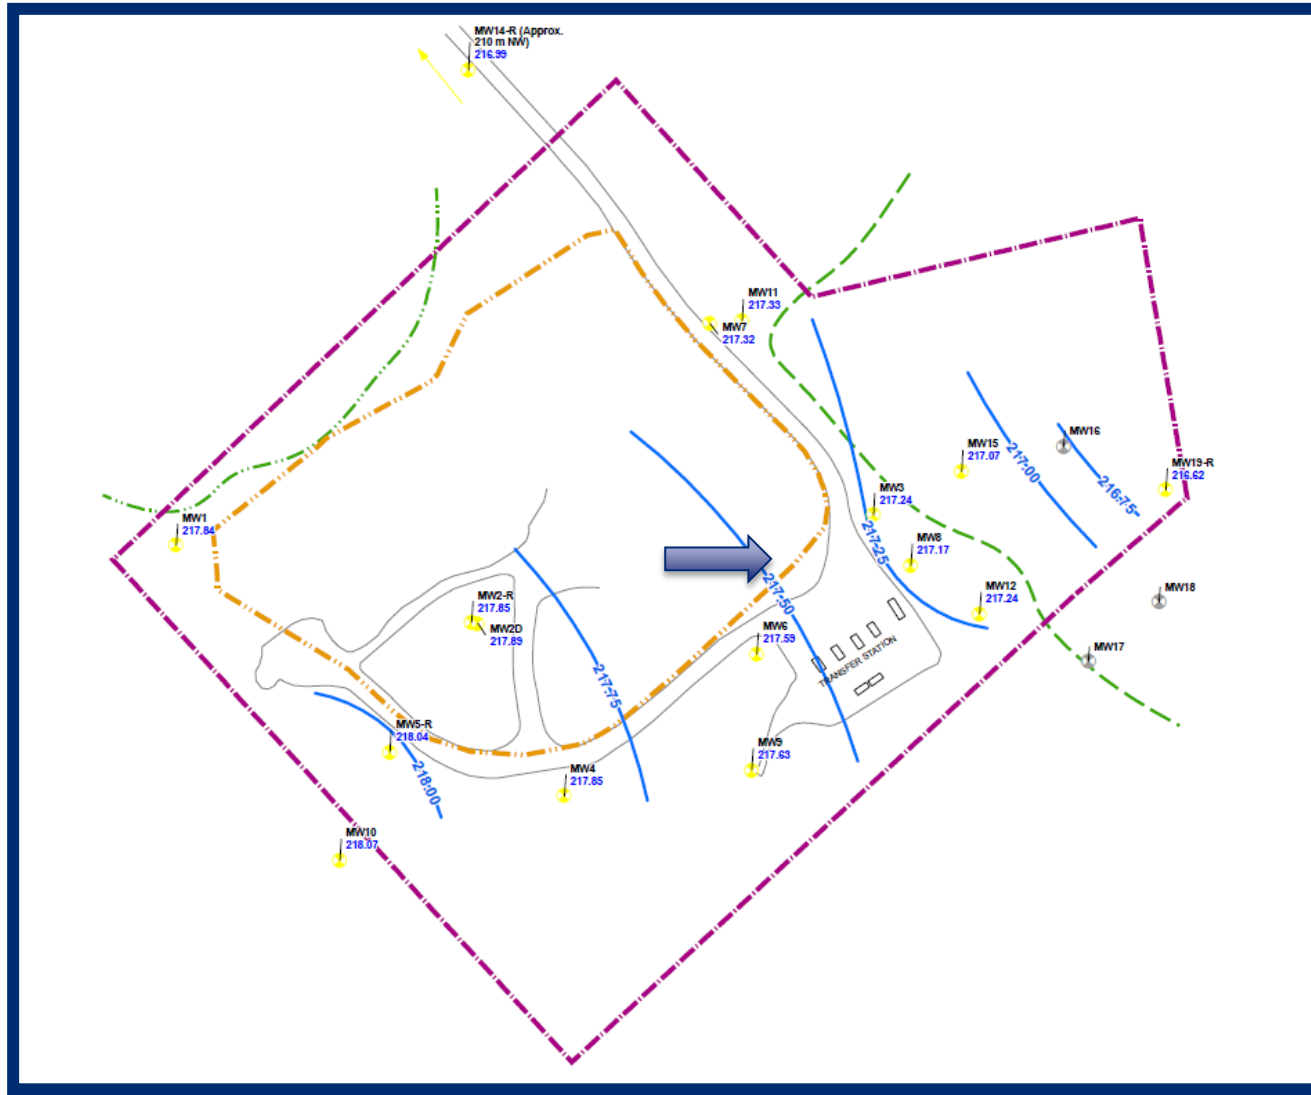 MW14-R (Approx.
210 m NW)
216.99
MW11
217.33
MW7
217.32
MW16
MW15
217.07
217.00
MW19-R
216.62
216.75
MW3
217.24
MW1
217.84
217.25
MW8
217.17
217.50
MW18
MW2-R
217.85
MW2D
217.89
MW12
217.24
MW6
217.59
TRANSFER STATION
MW17
217.75
MW5-R
218.04
MW9
217.63
218.00
MW4
217.85
MW10
218.07